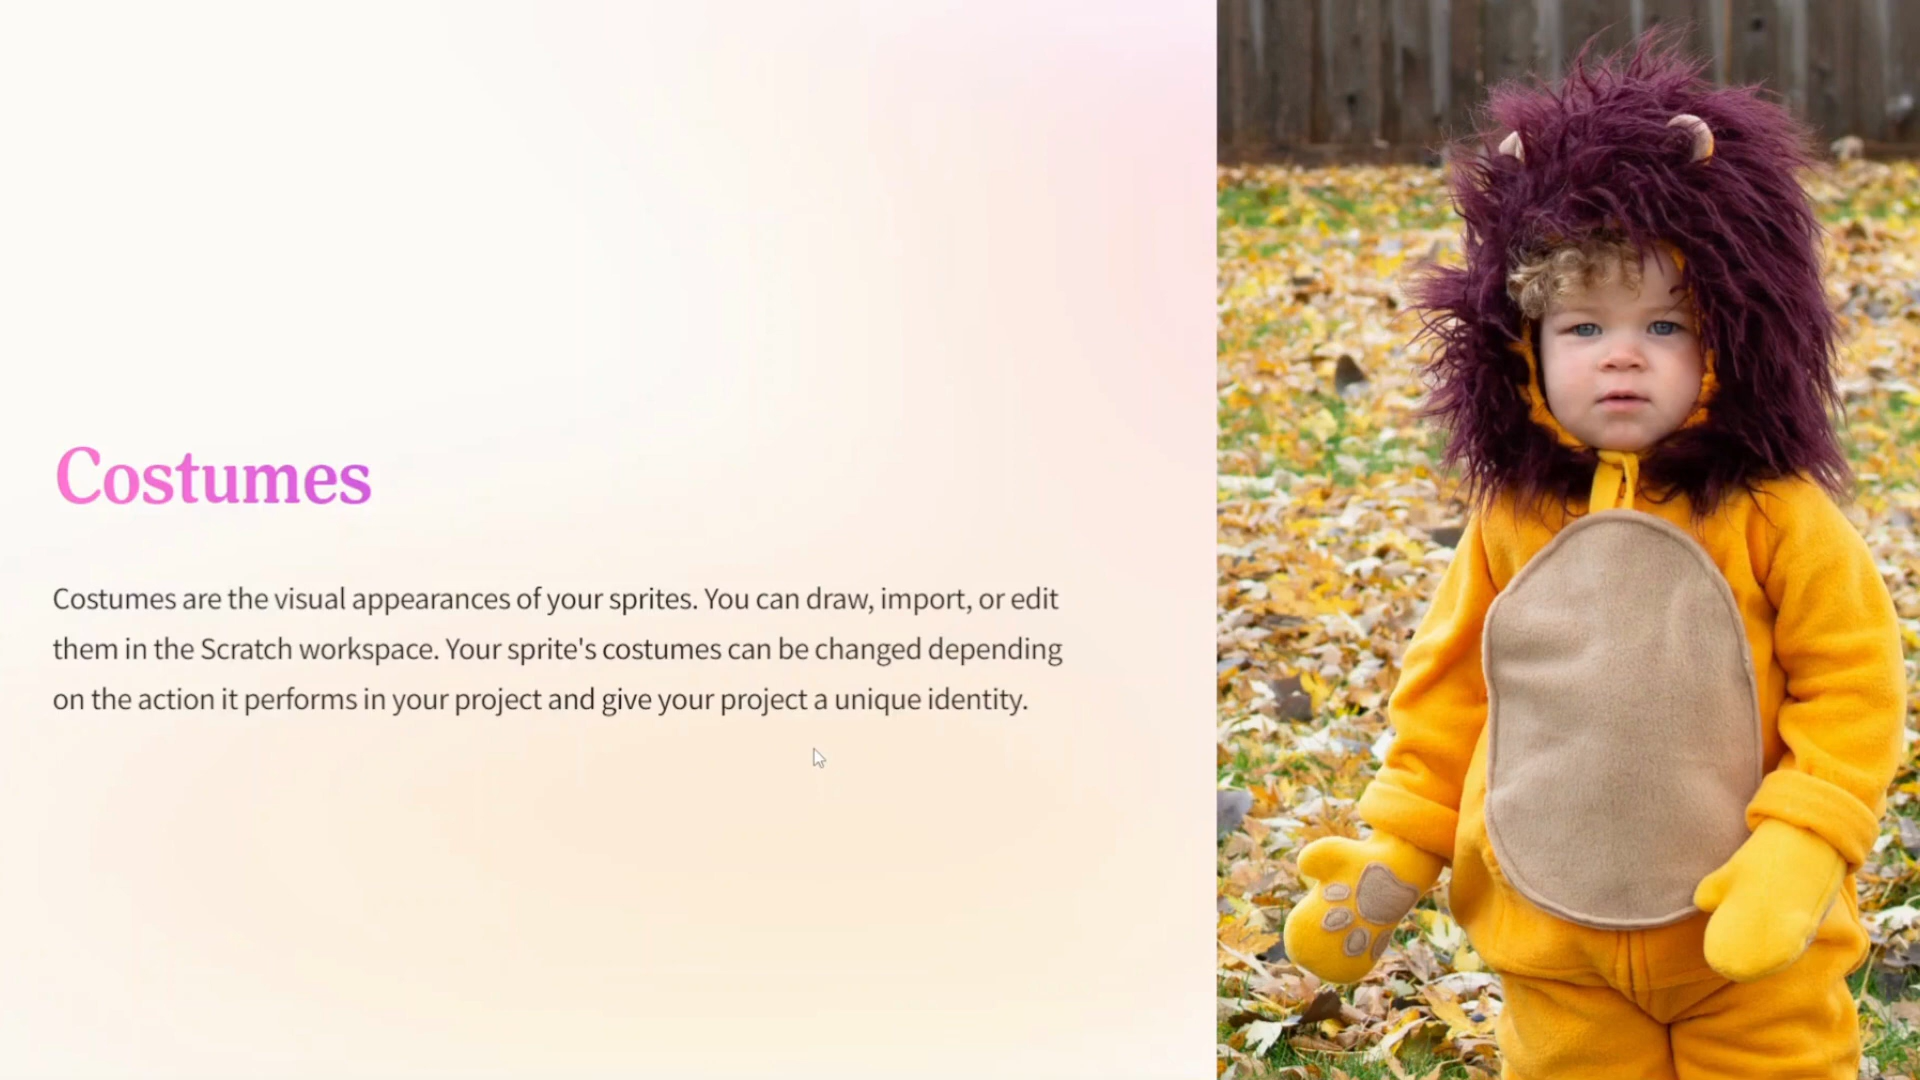 Costumes
Costumes are the visual appearances of your sprites. You can draw, import, or edit
them in the Scratch workspace. Your sprite's costumes can be changed depending
on the action it performs in your project and give your project a unique identity.